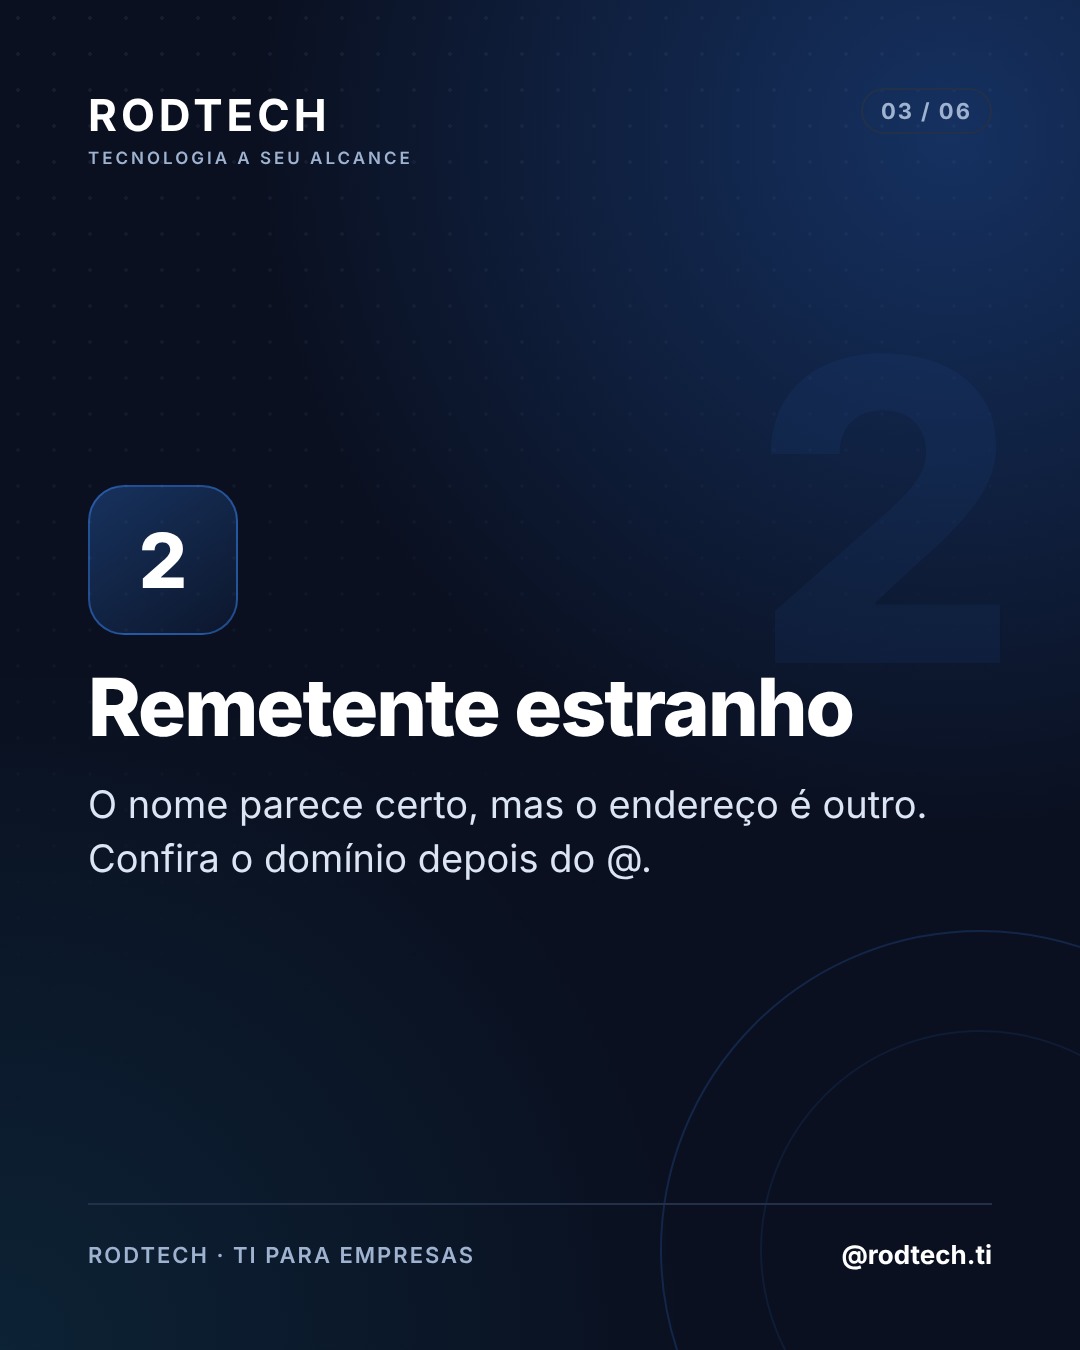 RODTECH
TECNOLOGIA A SEU ALCANCE
03 / 06
2
2
Remetente estranho
O nome parece certo, mas o endereço é outro.
Confira o domínio depois do @.
RODTECH · TI PARA EMPRESAS
@rodtech.ti